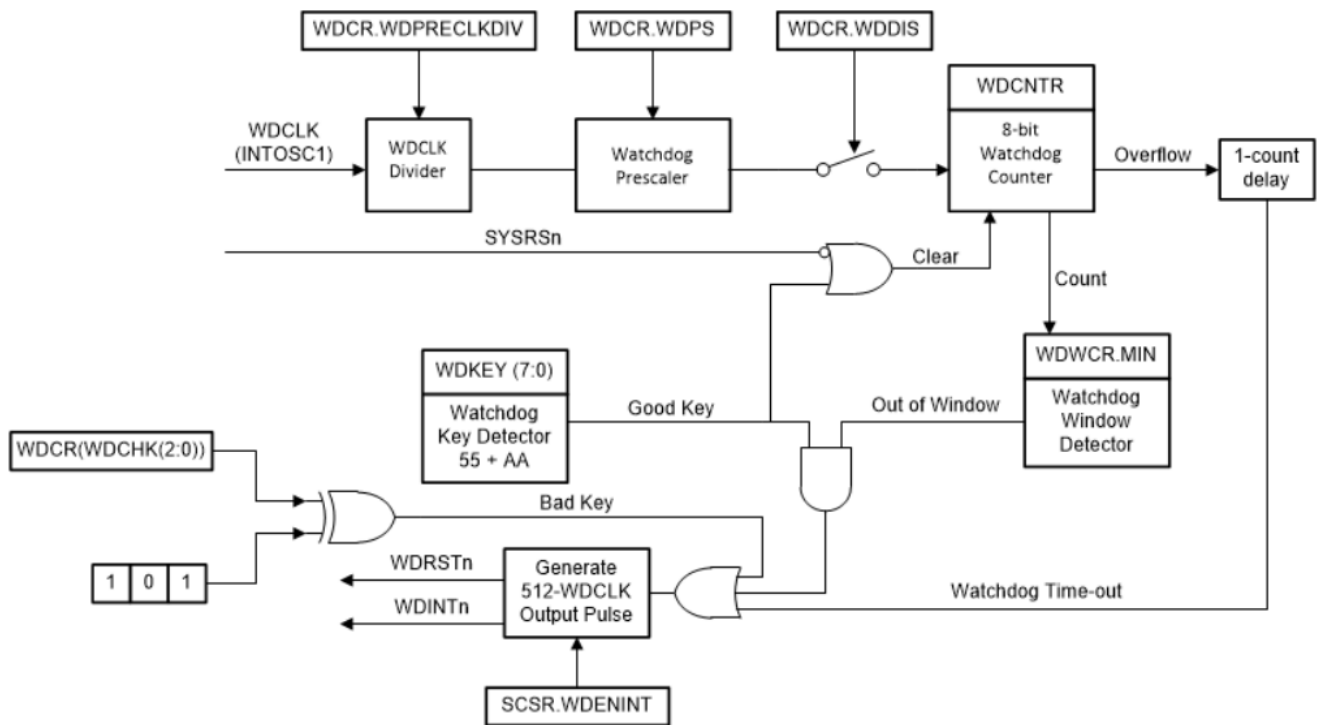 WDCR.WDPRECLKDIV
WDCR.WDPS
WDCR.WDDIS
WDCNTR
8-bit
Watchdog
Counter
WDCLK
(INTOSC1)
WDCLK
Divider
Watchdog
Prescaler
Overflow
1-count
delay
SYSRSn
Clear
Count
WDKEY (7:0)
Watchdog
Key Detector
55 + AA
Good Key
Out of Window
WDWCR.MIN
Watchdog
Window
Detector
WDCR(WDCHK(2:0))
Bad Key
1 0 1
WDRSTn
WDINTn
Generate
512-WDCLK
Output Pulse
Watchdog Time-out
SCSR.WDENINT